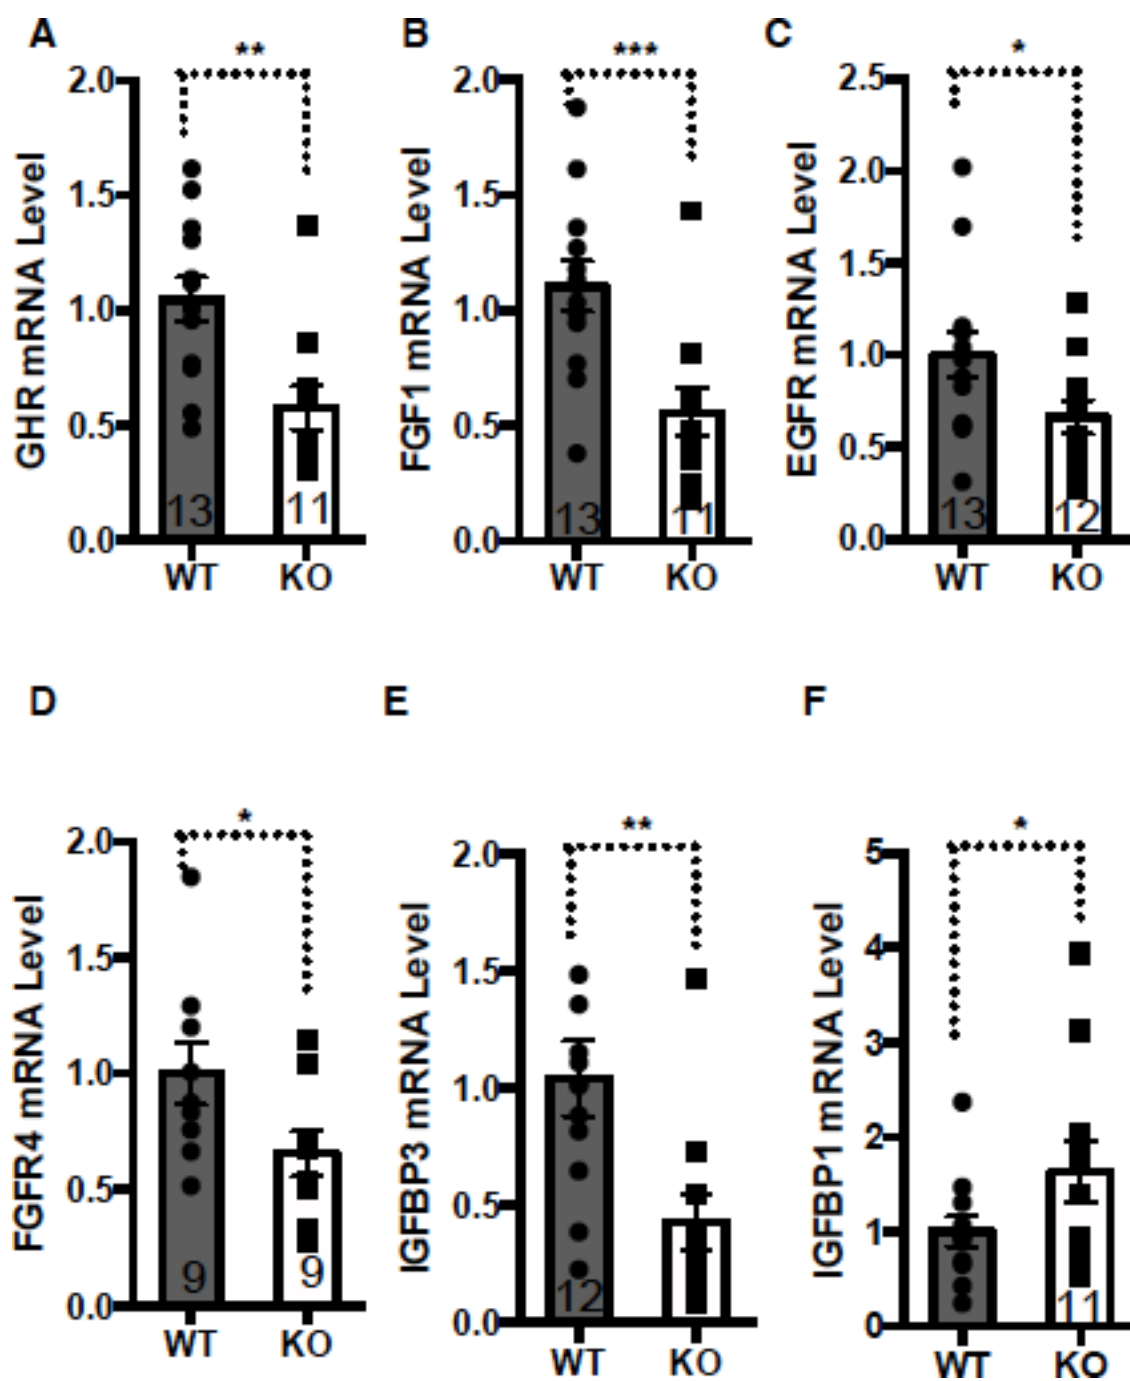 A
**
GHR mRNA Level
2.0
1.5
1.0
0.5
0.0
13
11
WT
KO
B
***
FGF1 mRNA Level
2.0
1.5
1.0
0.5
0.0
13
11
WT
KO
C
*
EGFR mRNA Level
2.5
2.0
1.5
1.0
0.5
0.0
13
12
WT
KO
D
*
FGFR4 mRNA Level
2.0
1.5
1.0
0.5
0.0
9
9
WT
KO
E
**
IGFBP3 mRNA Level
2.0
1.5
1.0
0.5
0.0
12
WT
KO
F
*
IGFBP1 mRNA Level
5
4
3
2
1
0
11
WT
KO